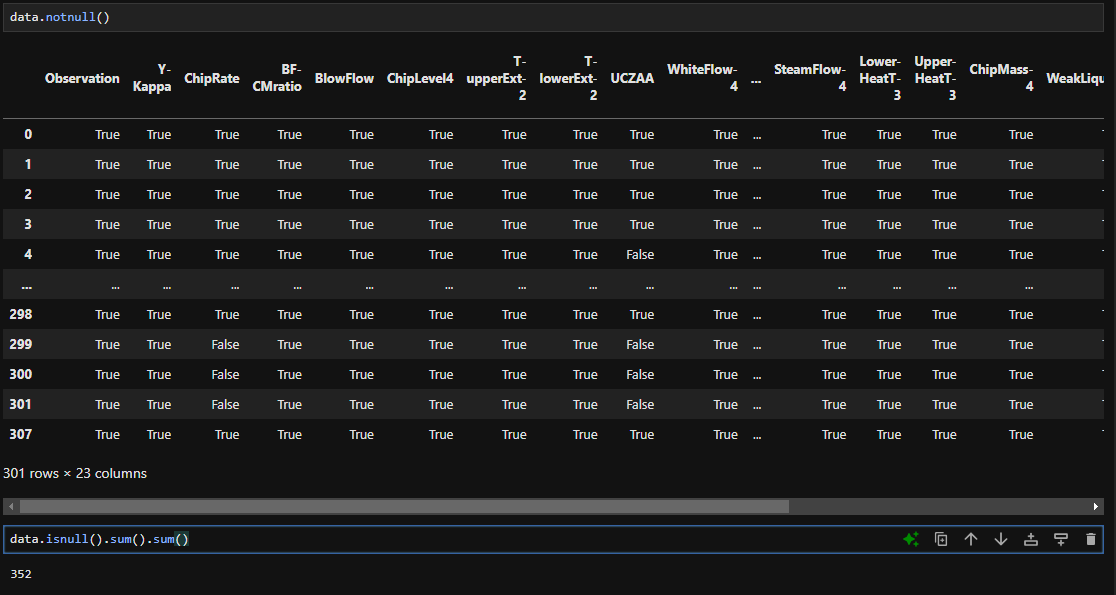 data.notnull()
Observation Y-Kappa ChipRate BF-CMratio BlowFlow ChipLevel4 T-upperExt-2 T-lowerExt-2 UCZAA WhiteFlow-4 ... SteamFlow-4 Lower-HeatT-3 Upper-HeatT-3 ChipMass-4 WeakLiqu
0 True True True True True True True True True True ... True True True True
1 True True True True True True True True True True ... True True True True
2 True True True True True True True True True True ... True True True True
3 True True True True True True True True True True ... True True True True
4 True True True True True True True True False True ... True True True True
... ... ... ... ... ... ... ... ... ... ... ... ... ... ... ...
298 True True True True True True True True True True ... True True True True
299 True True False True True True True True False True ... True True True True
300 True True False True True True True True False True ... True True True True
301 True True False True True True True True False True ... True True True True
307 True True True True True True True True True True ... True True True True
301 rows × 23 columns
data.isnull().sum().sum()
352